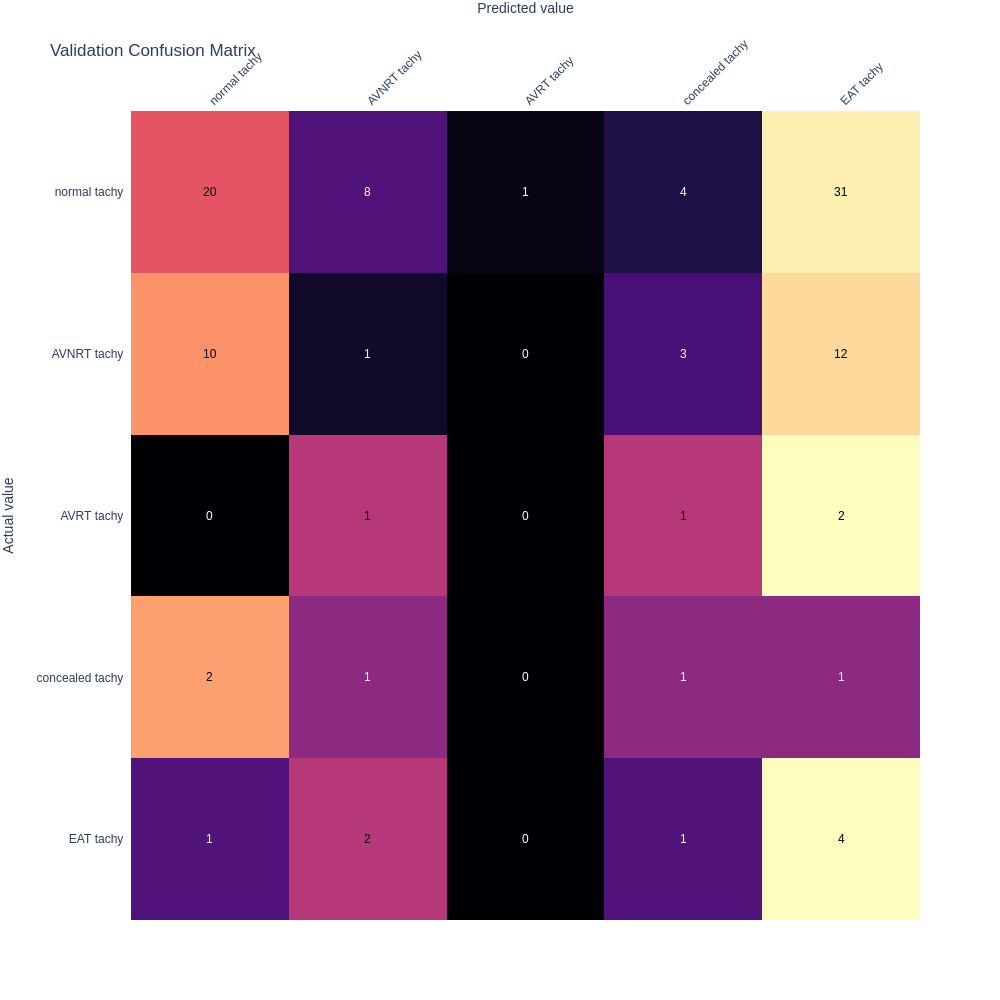 Predicted value
Validation Confusion Matrix
normal tachy AVNRT tachy AVRT tachy concealed tachy EAT tachy
normal tachy 20 8 1 4 31
AVNRT tachy 10 1 0 3 12
AVRT tachy 0 1 0 1 2
concealed tachy 2 1 0 1 1
EAT tachy 1 2 0 1 4
Actual value